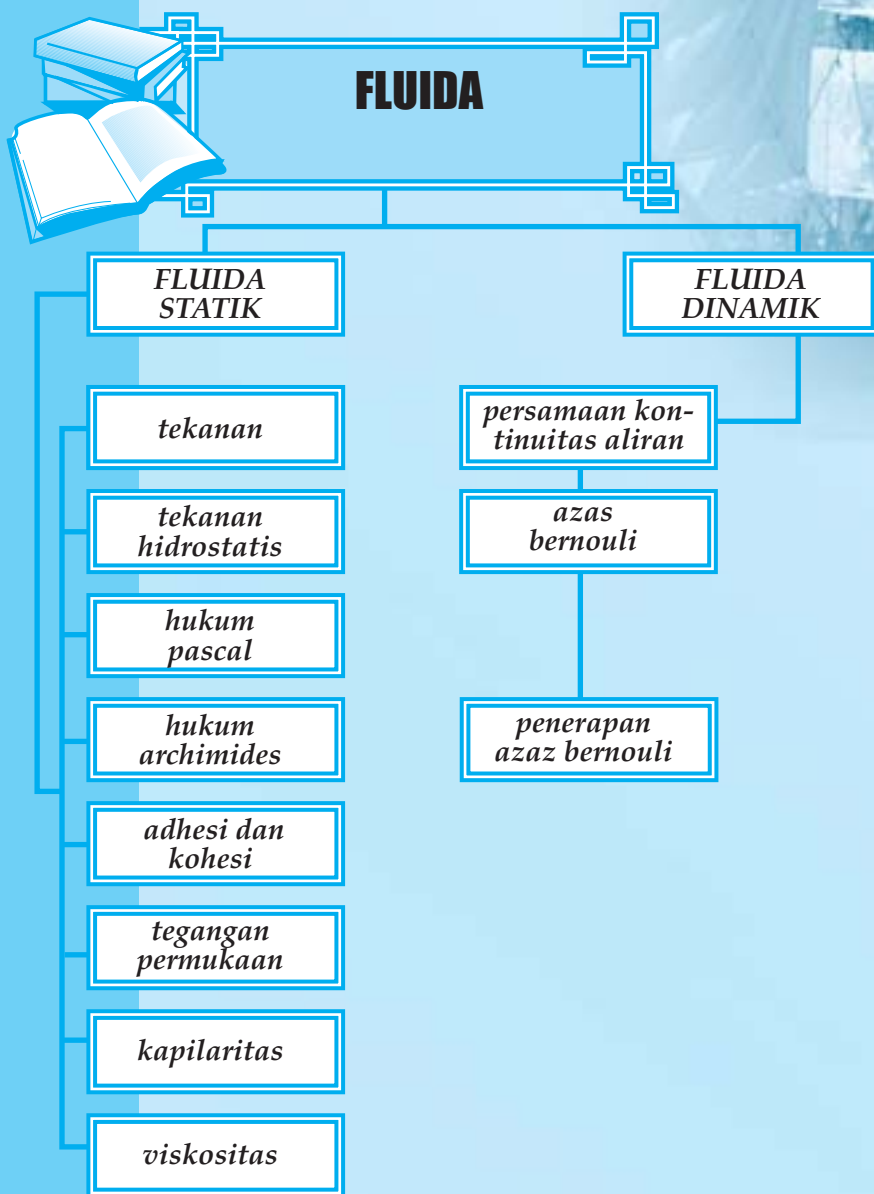 FLUIDA
FLUIDA
STATIK
FLUIDA
DINAMIK
tekanan
tekanan
hidrostatis
hukum
pascal
hukum
archimides
adhesi dan
kohesi
tegangan
permukaan
kapilaritas
viskositas
persamaan kon-
tinuitas aliran
azas
bernouli
penerapan
azaz bernouli